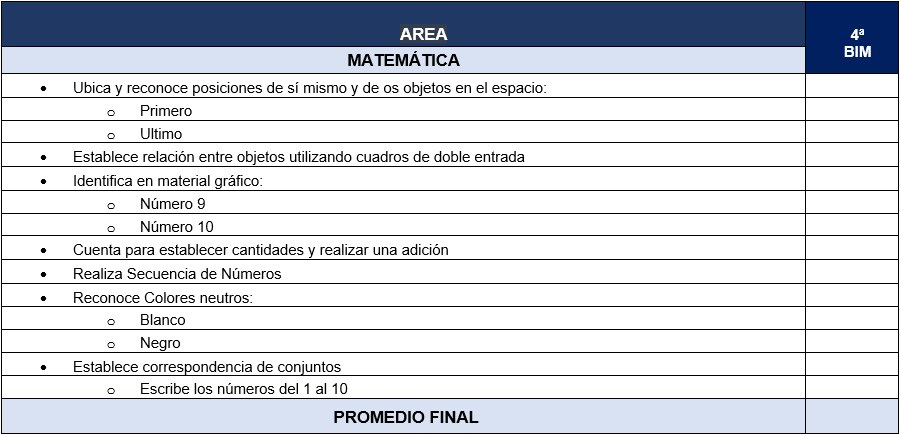 AREA
4ª
BIM
MATEMÁTICA
• Ubica y reconoce posiciones de sí mismo y de os objetos en el espacio:
o Primero
o Ultimo
• Establece relación entre objetos utilizando cuadros de doble entrada
• Identifica en material gráfico:
o Número 9
o Número 10
• Cuenta para establecer cantidades y realizar una adición
• Realiza Secuencia de Números
• Reconoce Colores neutros:
o Blanco
o Negro
• Establece correspondencia de conjuntos
o Escribe los números del 1 al 10
PROMEDIO FINAL